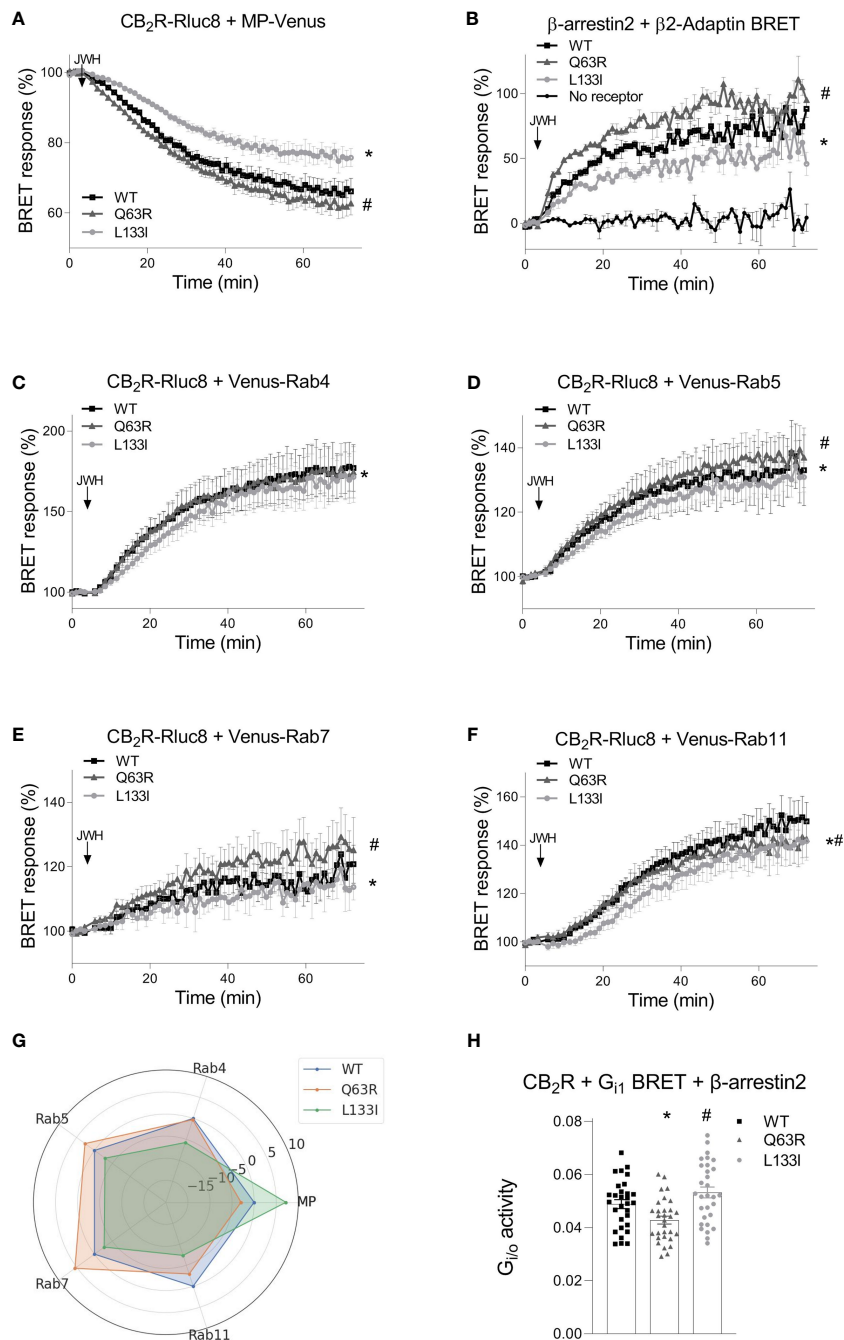 A
CB2R-Rluc8 + MP-Venus
JWH
100
80
60
BRET response (%)
WT
Q63R
L133I
*
#
0 20 40 60
Time (min)
B
β-arrestin2 + β2-Adaptin BRET
WT
Q63R
L133I
No receptor
JWH
100
50
0
BRET response (%)
#
*
0 20 40 60
Time (min)
C
CB2R-Rluc8 + Venus-Rab4
WT
Q63R
L133I
JWH
200
150
100
BRET response (%)
*
0 20 40 60
Time (min)
D
CB2R-Rluc8 + Venus-Rab5
WT
Q63R
L133I
JWH
140
120
100
BRET response (%)
#
*
0 20 40 60
Time (min)
E
CB2R-Rluc8 + Venus-Rab7
WT
Q63R
L133I
JWH
140
120
100
BRET response (%)
#
*
0 20 40 60
Time (min)
F
CB2R-Rluc8 + Venus-Rab11
WT
Q63R
L133I
JWH
160
140
120
100
BRET response (%)
*#
0 20 40 60
Time (min)
G
WT
Q63R
L133I
Rab4
Rab5
10
5
0
-5
-10
-15
MP
Rab7
Rab11
H
CB2R + Gi1 BRET + β-arrestin2
0.08
0.06
0.04
0.02
0.00
Gi/o activity
* #
WT
Q63R
L133I